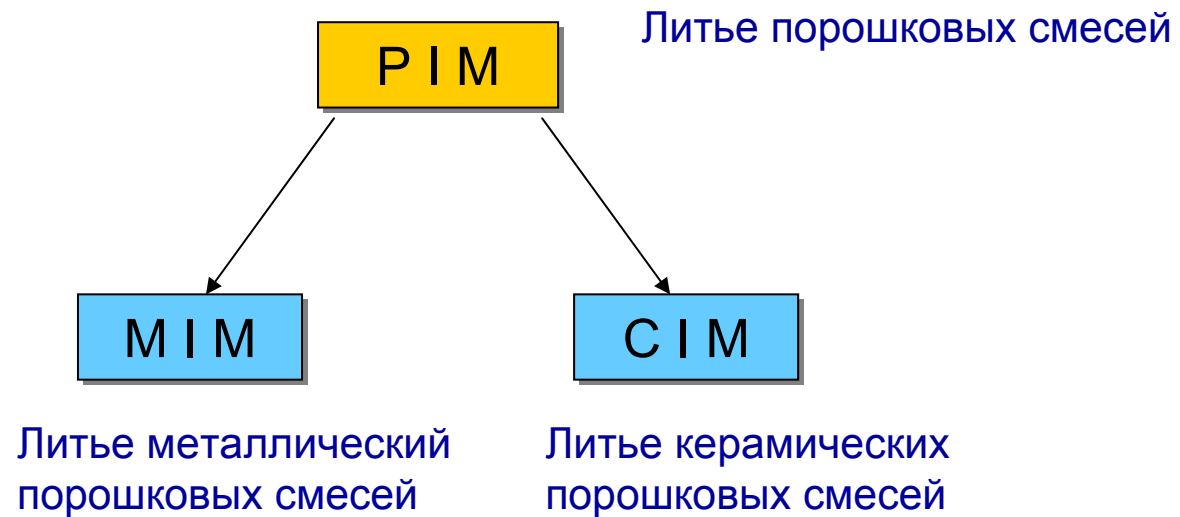 Литье порошковых смесей
P I M
M I M
C I M
Литье металлический
порошковых смесей
Литье керамических
порошковых смесей